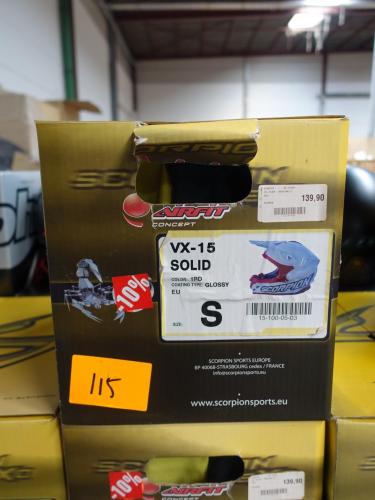 SCORPION
139,90
AIRFIT
CONCEPT
VX-15
SOLID
COLOR: 1RD
COATING TYPE: GLOSSY
EU
SIZE:
S
SCORPION
15-100-05-03
10%
115
SCORPION SPORTS EUROPE
BP 40068-STRASBOURG cedex / FRANCE
info@scorpionsports.eu
www.scorpionsports.eu
139,90
-10%
AIRFIT